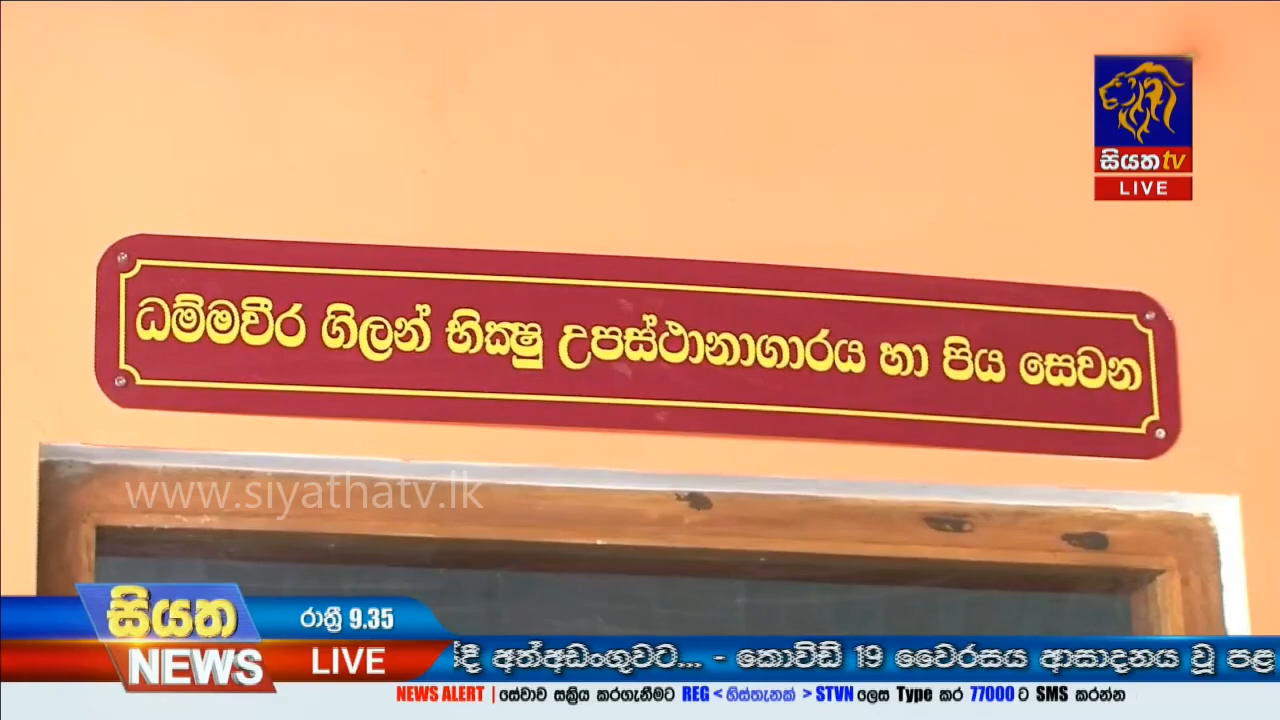 සියත tv
LIVE
ධම්මවීර ගිලන් භික්‍ෂු උපස්ථානාගාරය හා පිය සෙවන
www.siyathatv.lk
සියත
NEWS
රාත්‍රී 9.35
LIVE
අත්අඩංගුවට... - කොවිඩ් 19 වෛරසය ආසාදනය වූ පළ
NEWS ALERT | සේවාව සක්‍රිය කරගැනීමට REG < හිස්තැනක් > STVN ලෙස Type කර 77000 ට SMS කරන්න